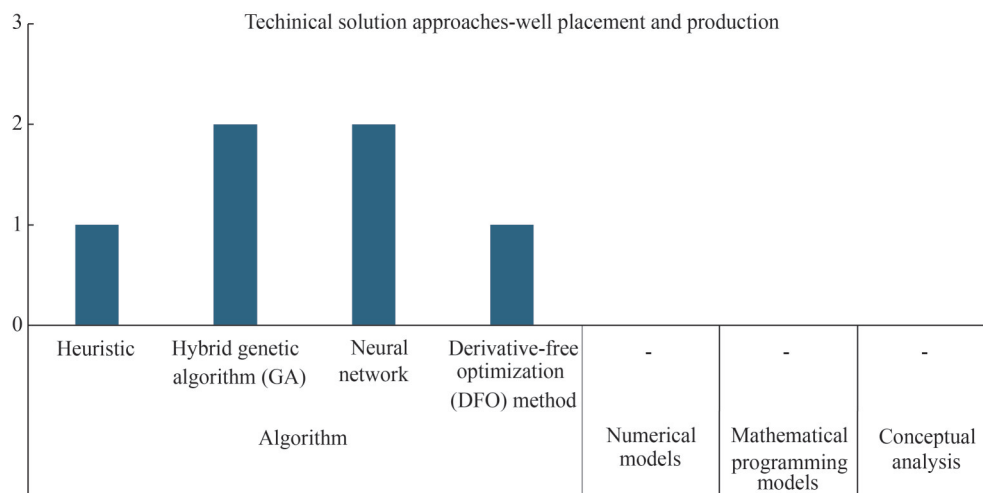 Techinical solution approaches-well placement and production
3
2
1
0
Heuristic
Hybrid genetic
algorithm (GA)
Neural
network
Derivative-free
optimization
(DFO) method
-
-
-
Algorithm
Numerical
models
Mathematical
programming
models
Conceptual
analysis